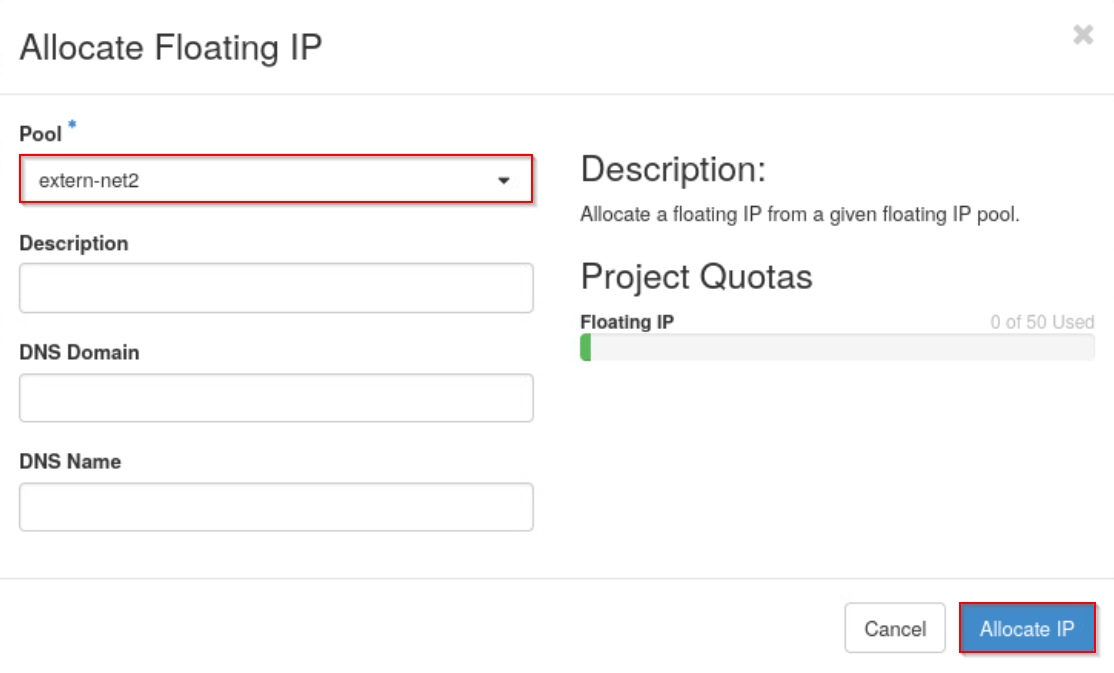 Allocate Floating IP
Pool *
extern-net2
Description
DNS Domain
DNS Name
Description:
Allocate a floating IP from a given floating IP pool.
Project Quotas
Floating IP 0 of 50 Used
Cancel Allocate IP